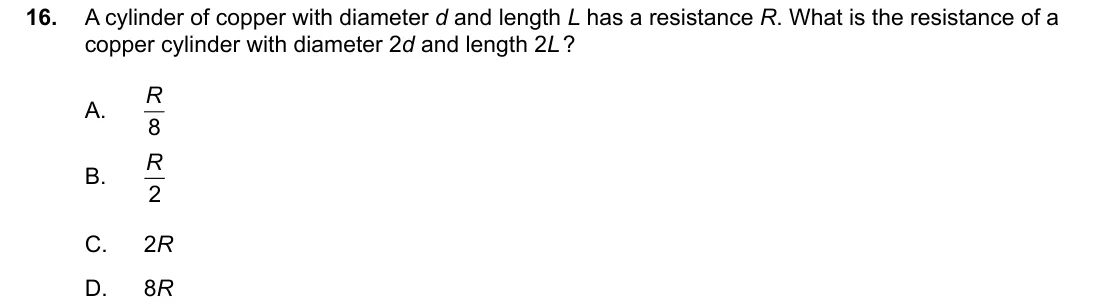 16. A cylinder of copper with diameter d and length L has a resistance R. What is the resistance of a
copper cylinder with diameter 2d and length 2L?
A. R
8
B. R
2
C. 2R
D. 8R